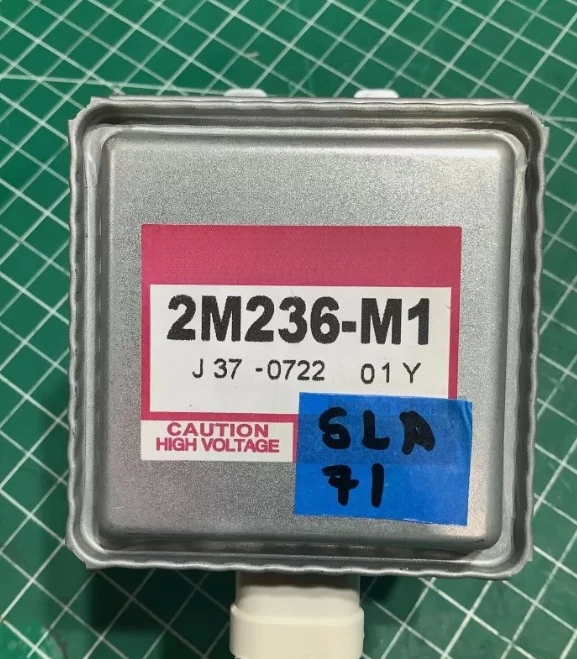 2M236-M1
J 37 -0722 01 Y
CAUTION
HIGH VOLTAGE
SLA
71